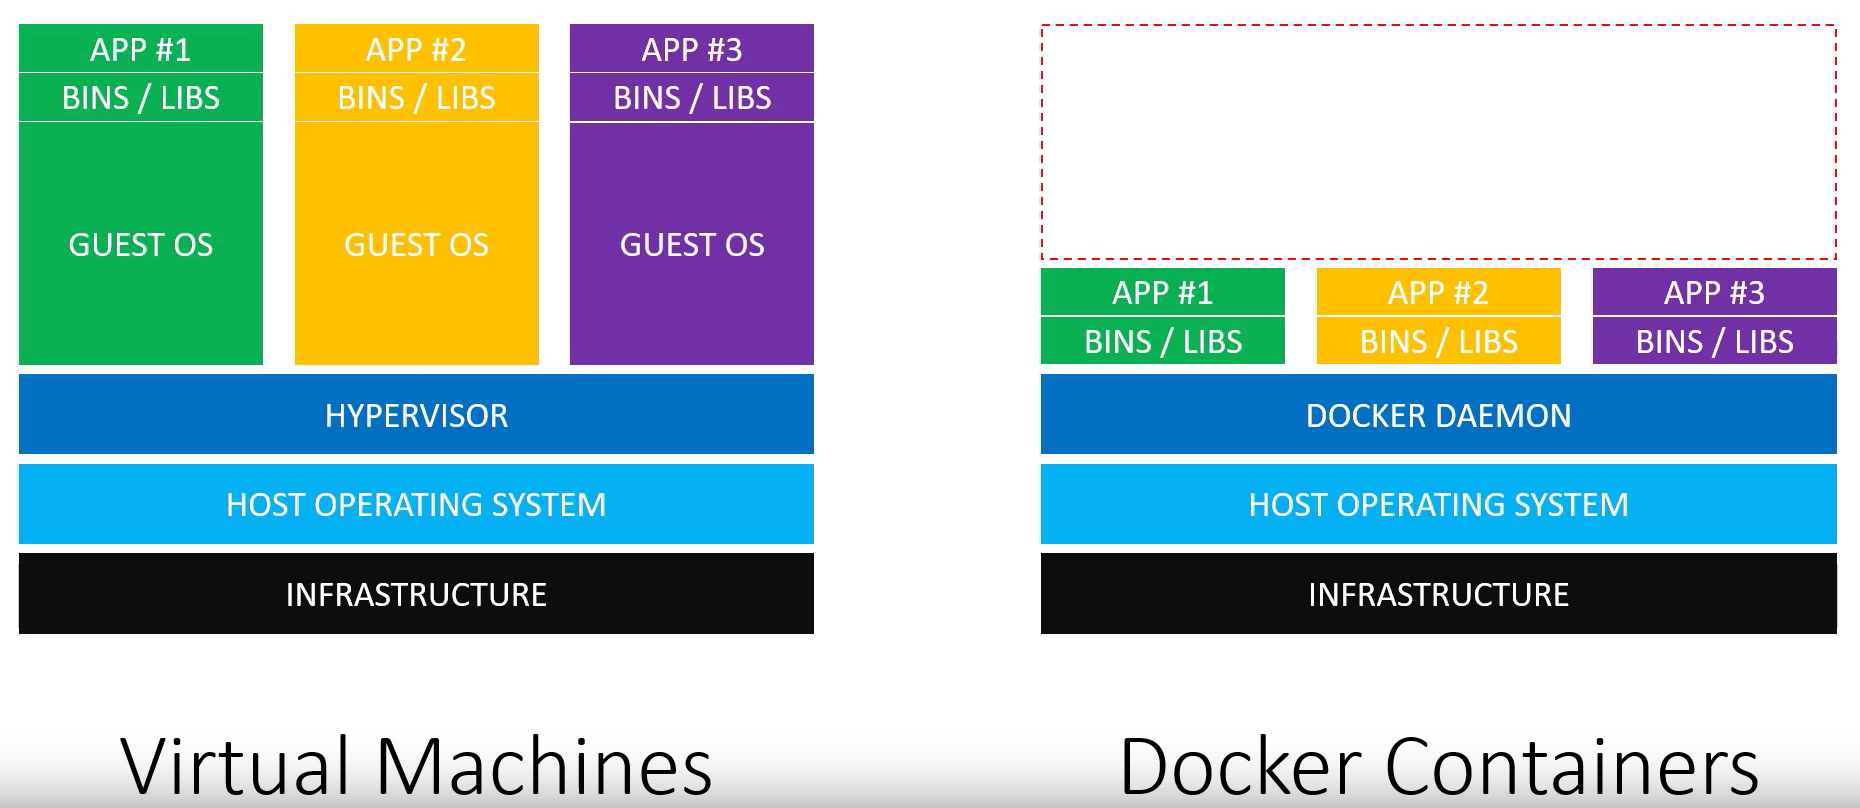 APP #1
BINS / LIBS
GUEST OS
APP #2
BINS / LIBS
GUEST OS
APP #3
BINS / LIBS
GUEST OS
HYPERVISOR
HOST OPERATING SYSTEM
INFRASTRUCTURE
Virtual Machines
APP #1
BINS / LIBS
APP #2
BINS / LIBS
APP #3
BINS / LIBS
DOCKER DAEMON
HOST OPERATING SYSTEM
INFRASTRUCTURE
Docker Containers